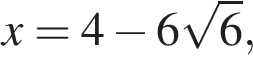 x = 4 − 6√6,